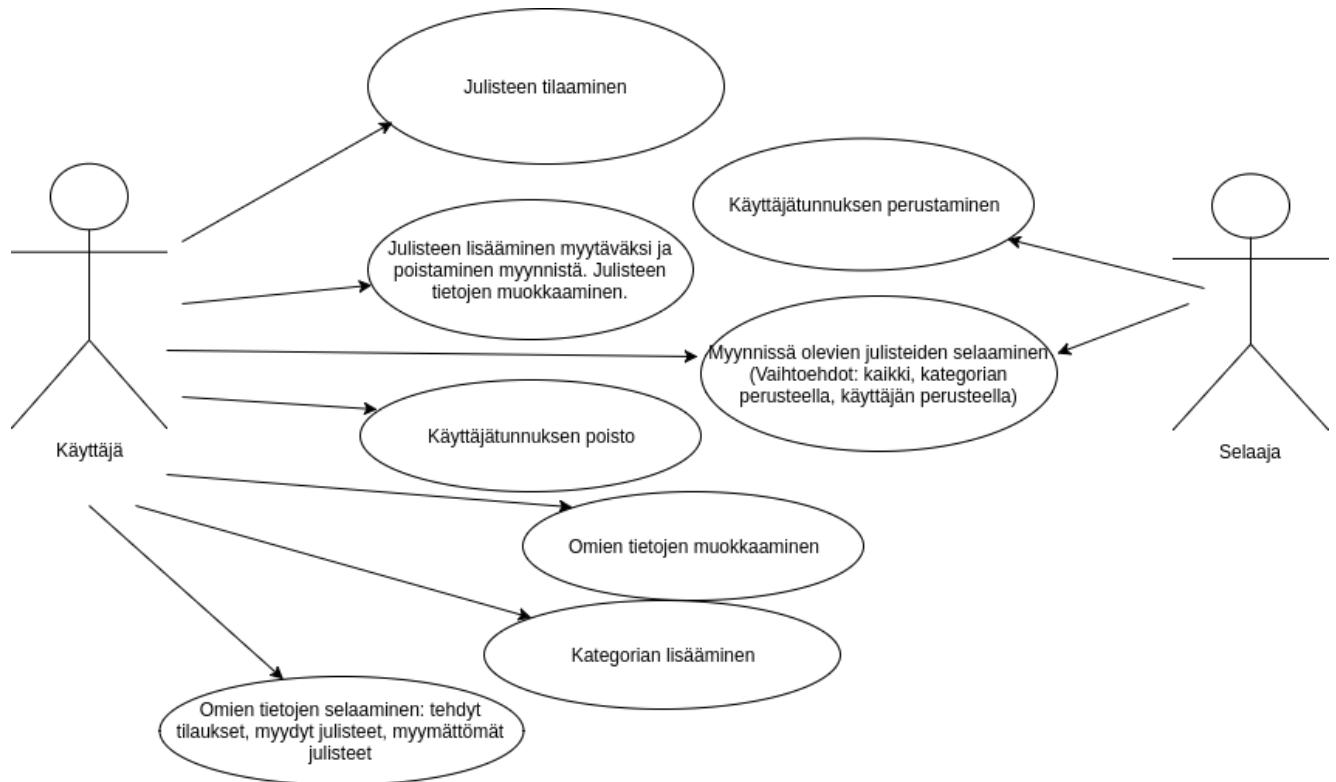 Julisteen tilaaminen
Käyttäjätunnuksen perustaminen
Julisteen lisääminen myytäväksi ja
poistaminen myynnistä. Julisteen
tietojen muokkaaminen.
Myynnissä olevien julisteiden selaaminen
(Vaihtoehdot: kaikki, kategorian
perusteella, käyttäjän perusteella)
Käyttäjätunnuksen poisto
Käyttäjä
Selaaja
Omien tietojen muokkaaminen
Kategorian lisääminen
Omien tietojen selaaminen: tehdyt
tilaukset, myydyt julisteet, myymättömät
julisteet